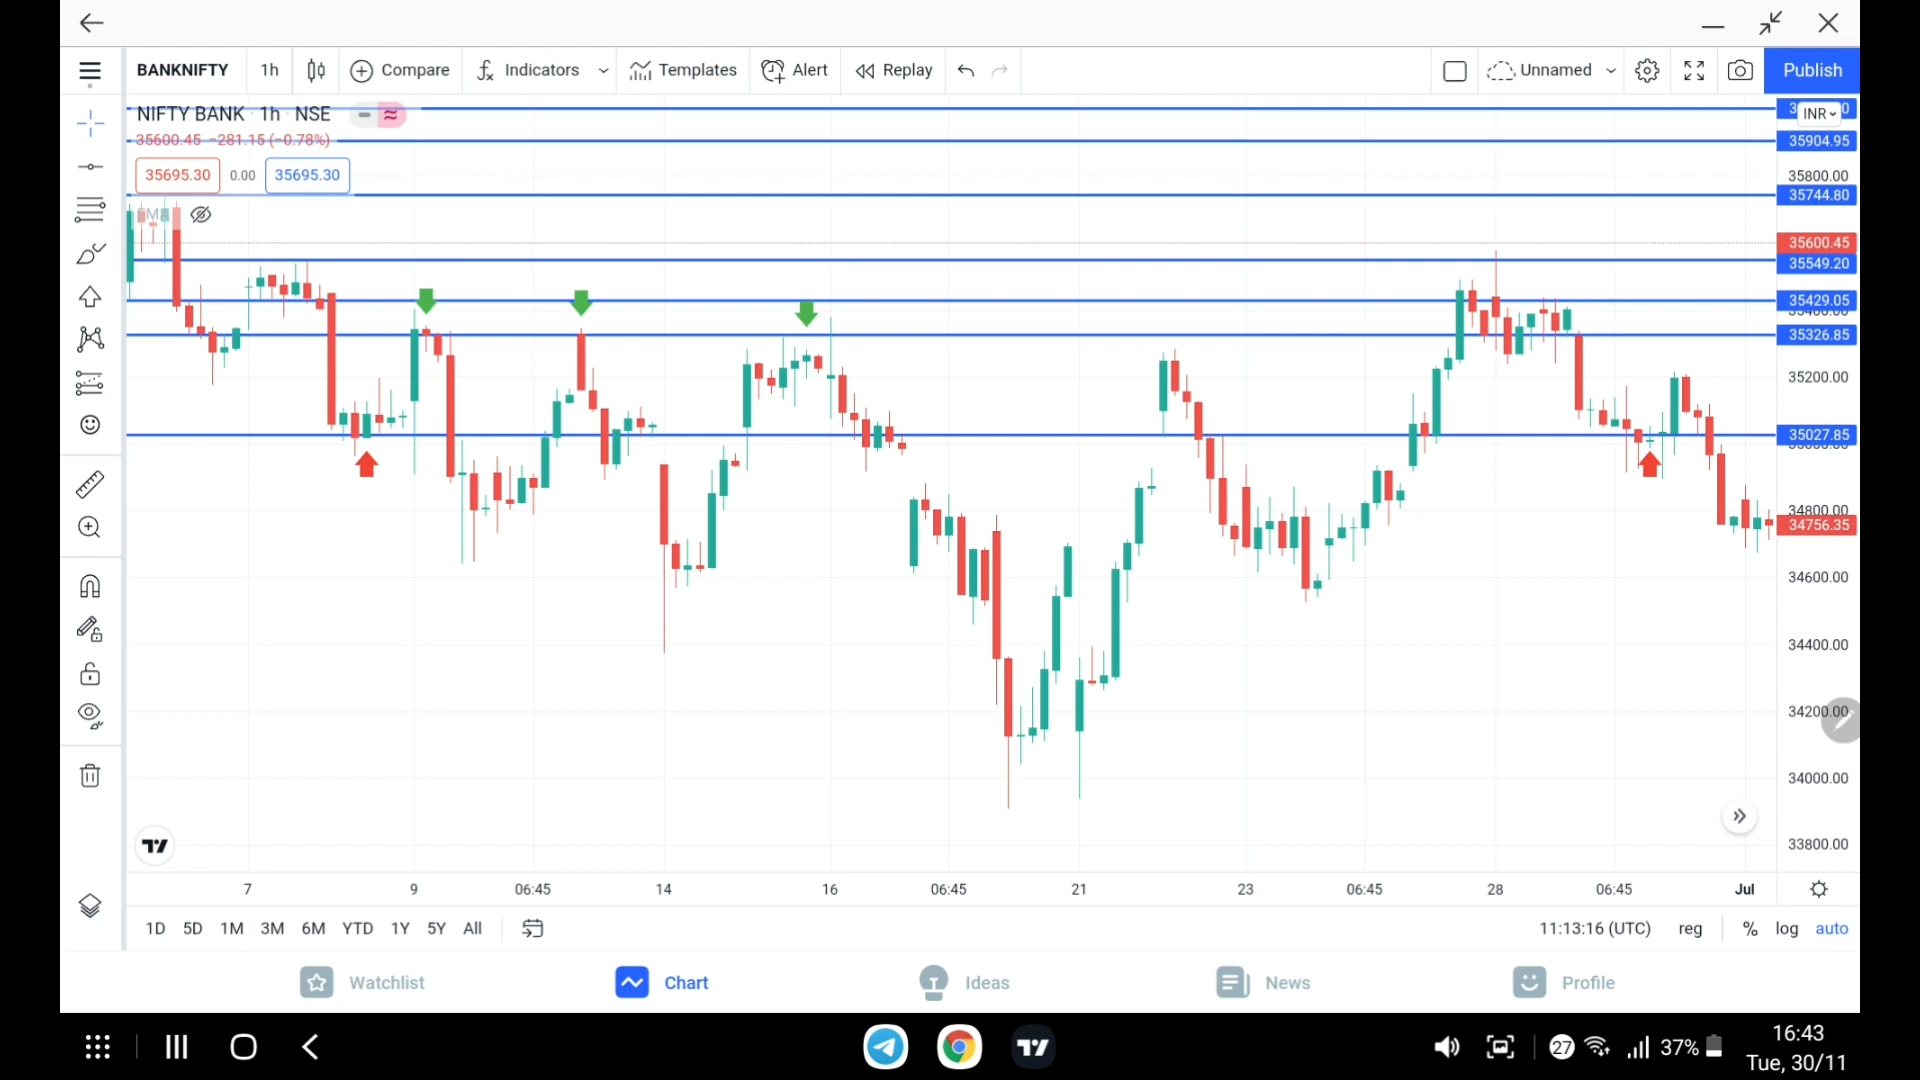 BANKNIFTY 1h Compare Indicators Templates Alert Replay Unnamed Publish
NIFTY BANK · 1h · NSE
35600.45 −281.15 (−0.78%)
35695.30 0.00 35695.30
INR
35904.95
35800.00
35744.80
35600.45
35549.20
35429.05
35400.00
35326.85
35200.00
35027.85
34800.00
34756.35
34600.00
34400.00
34200.00
34000.00
33800.00
7 9 06:45 14 16 06:45 21 23 06:45 28 06:45 Jul
1D 5D 1M 3M 6M YTD 1Y 5Y All 11:13:16 (UTC) reg % log auto
Watchlist Chart Ideas News Profile
27 37% 16:43
Tue, 30/11